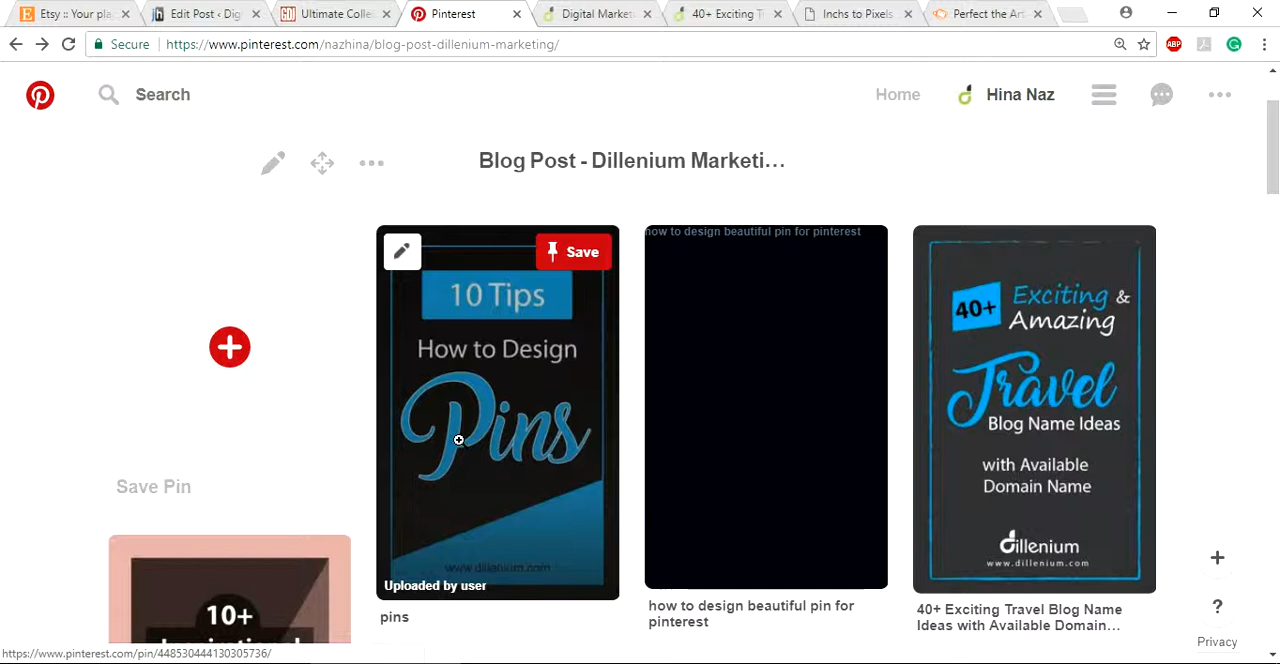 Etsy :: Your pla
Edit Post ‹ Dig
Ultimate Colle
Pinterest
Digital Market
40+ Exciting T
Inchs to Pixels
Perfect the Ar
Secure
https://www.pinterest.com/nazhina/blog-post-dillenium-marketing/
ABP
Search
Home
Hina Naz
Blog Post - Dillenium Marketi...
Save
10 Tips
How to Design
Pins
www.dillenium.com
Uploaded by user
pins
how to design beautiful pin for pinterest
how to design beautiful pin for
pinterest
40+
Exciting &
Amazing
Travel
Blog Name Ideas
with Available
Domain Name
dillenium
www.dillenium.com
40+ Exciting Travel Blog Name
Ideas with Available Domain...
Save Pin
10+
?
Privacy
https://www.pinterest.com/pin/448530444130305736/